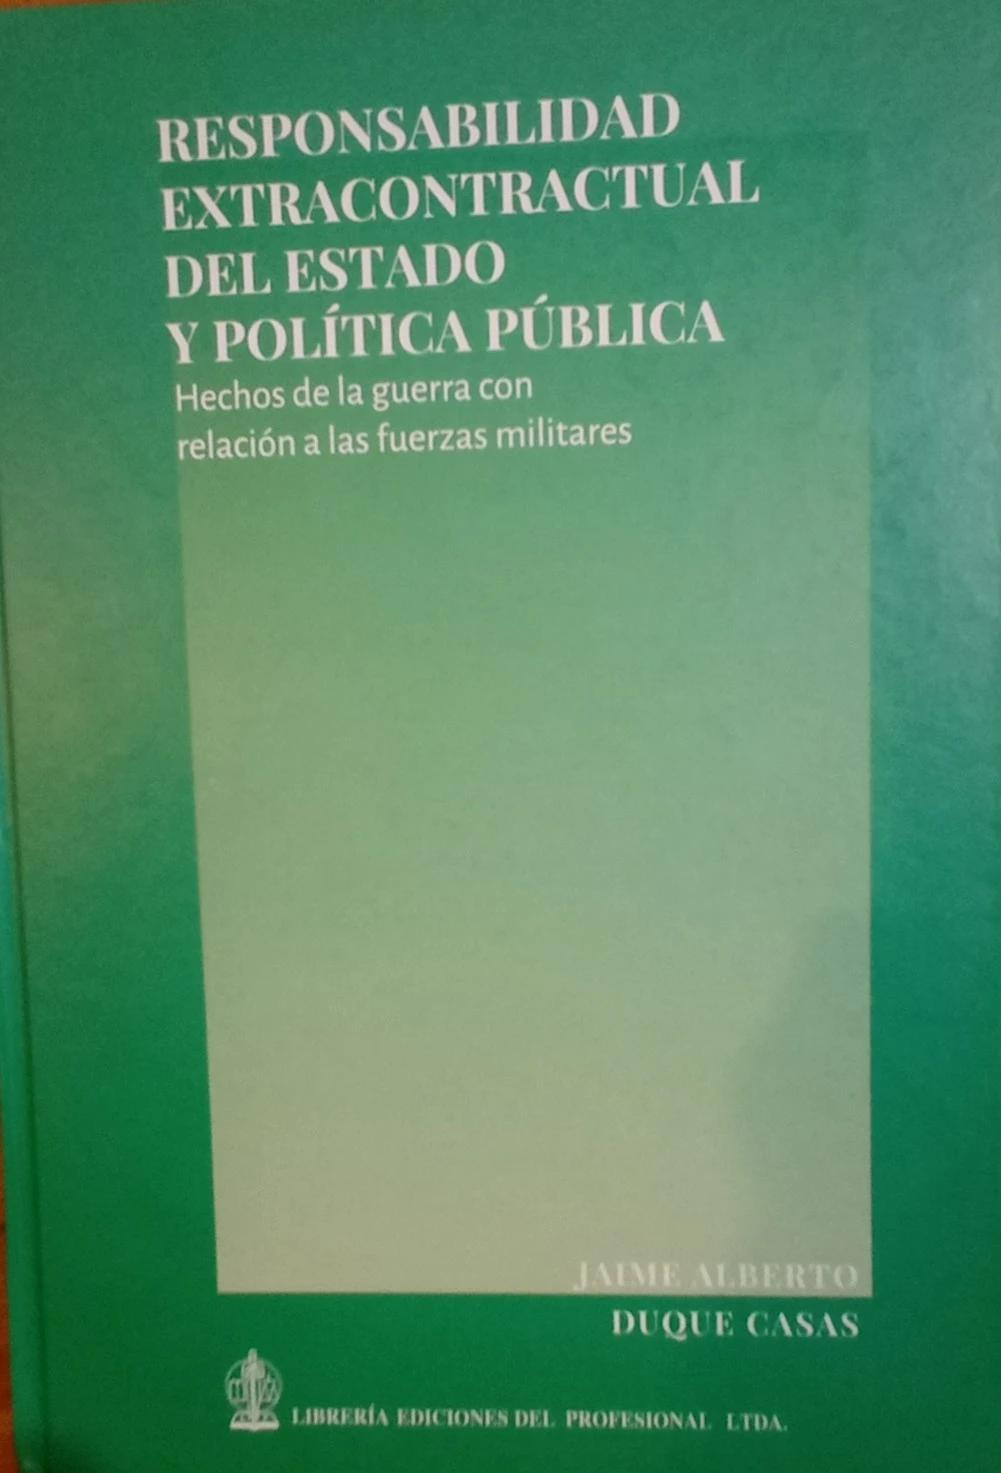 RESPONSABILIDAD
EXTRACONTRACTUAL
DEL ESTADO
Y POLÍTICA PÚBLICA
Hechos de la guerra con
relación a las fuerzas militares
JAIME ALBERTO
DUQUE CASAS
LIBRERÍA EDICIONES DEL PROFESIONAL LTDA.